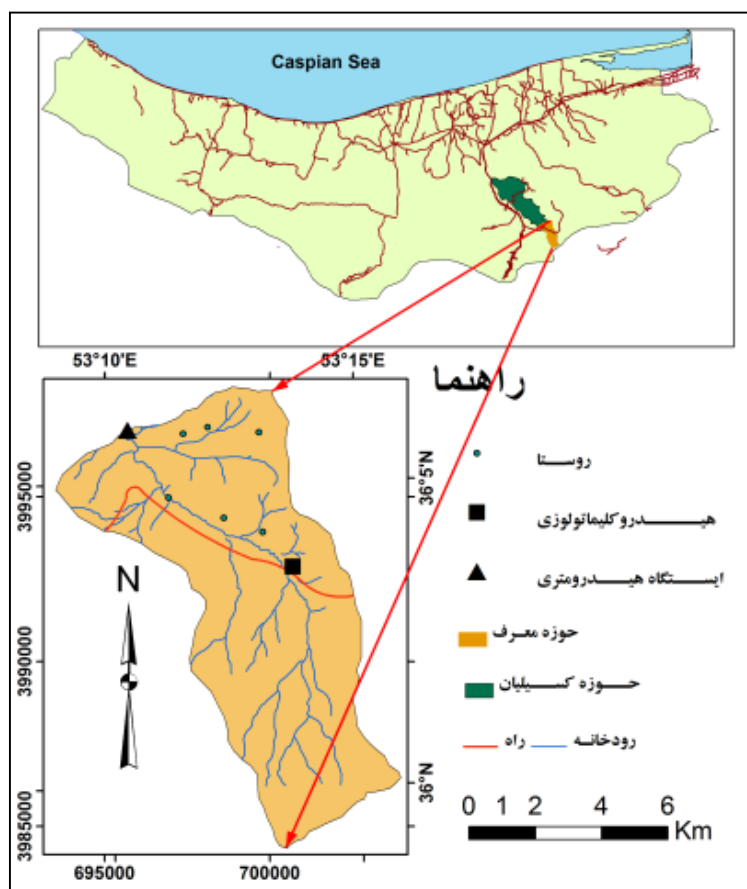 Caspian Sea
53°10'E 53°15'E
راهنما
روستا
هیدروکلیماتولوزی
ایستگاه هیدرومتری
حوزه معرف
حوزه کسیلیان
رودخانه راه
N
3995000
3990000
3985000
36°5'N
36°N
695000 700000
0 1 2 4 6
Km